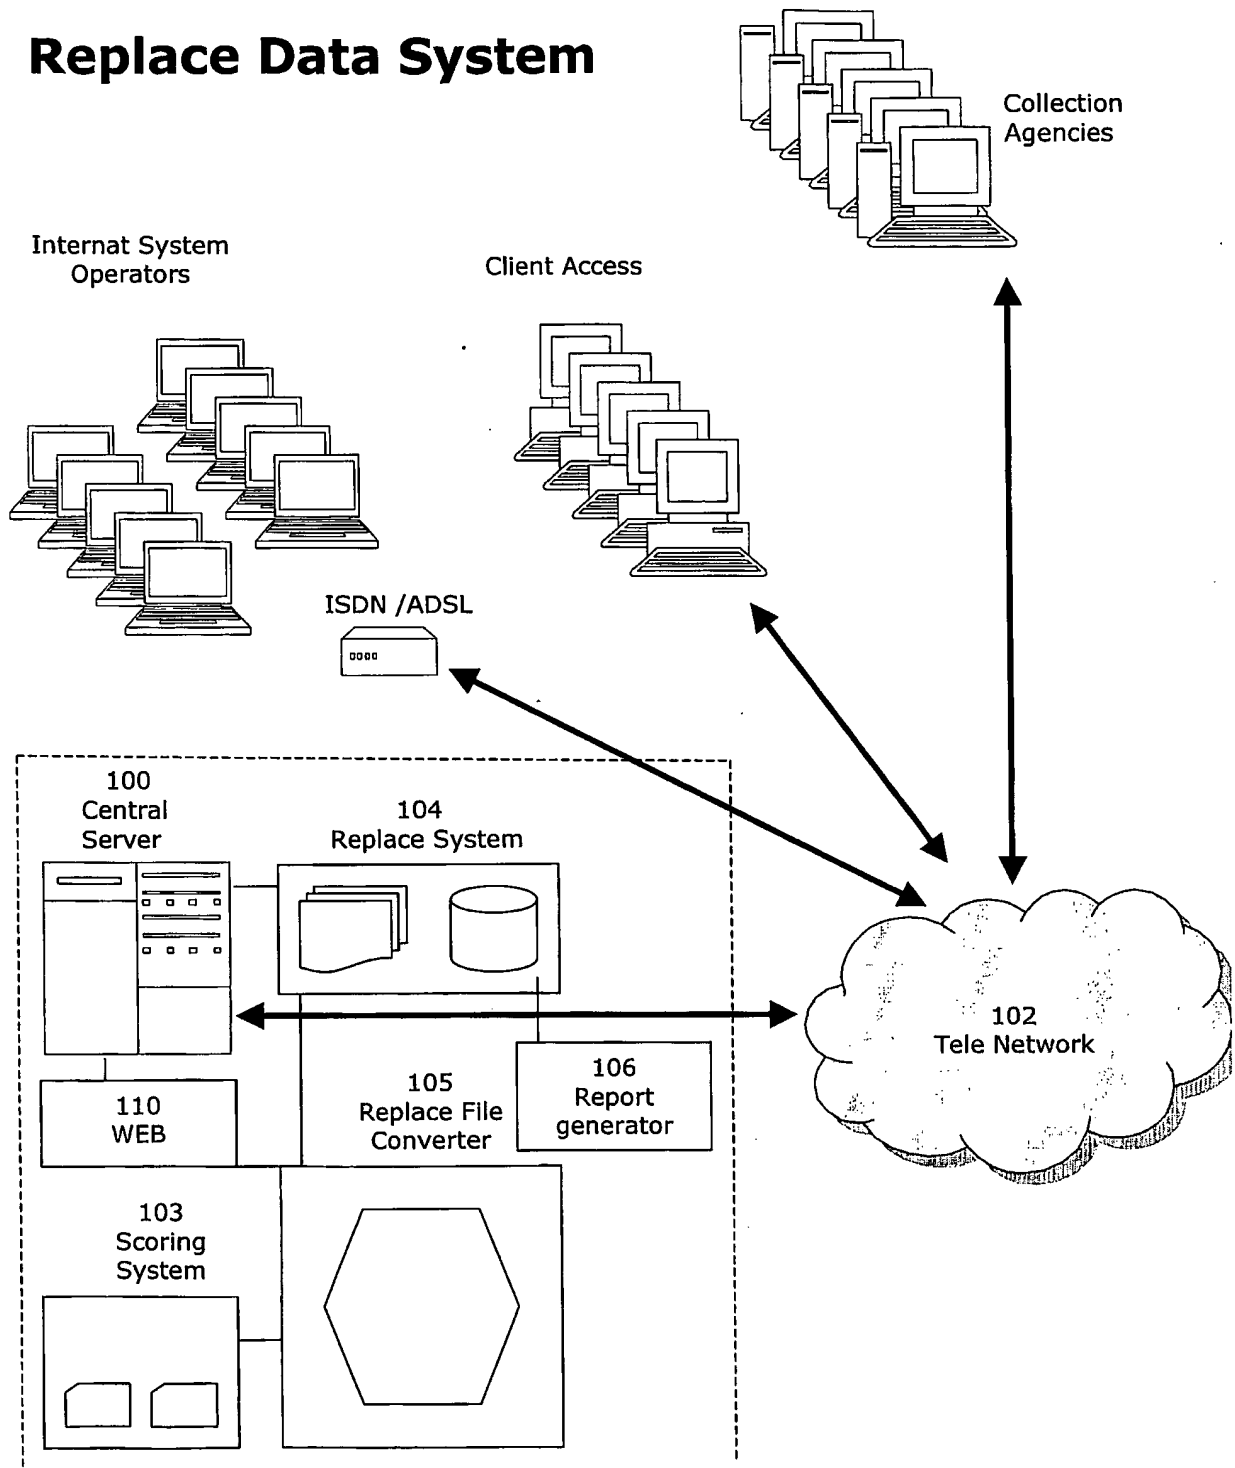 Replace Data System
Collection
Agencies
Internat System
Operators
Client Access
ISDN /ADSL
100
Central
Server
104
Replace System
102
Tele Network
106
Report
generator
105
Replace File
Converter
110
WEB
103
Scoring
System